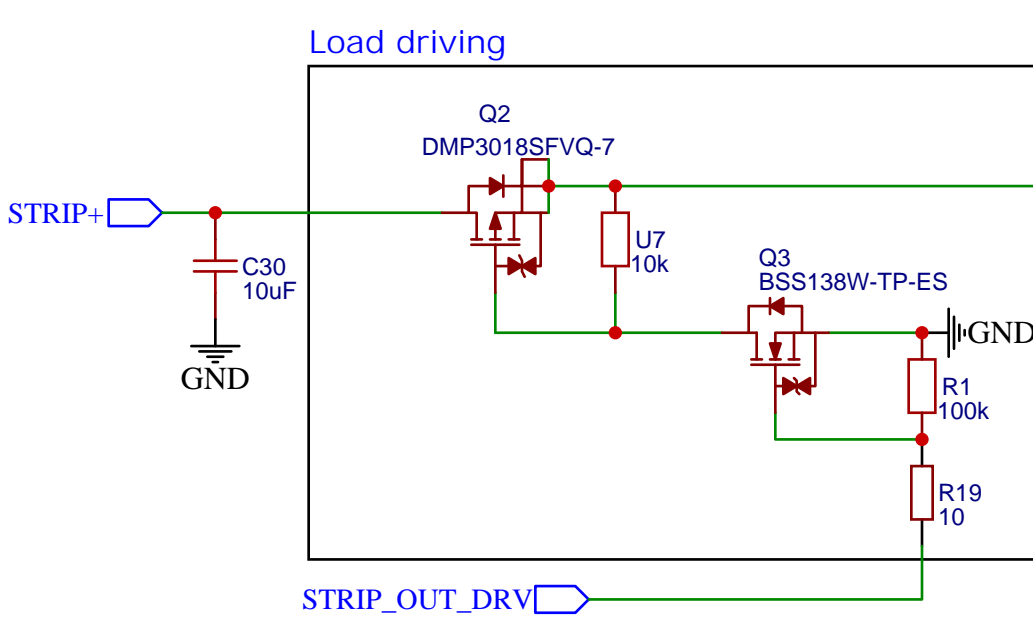 Load driving
Q2
DMP3018SFVQ-7
STRIP+
U7
10k
Q3
BSS138W-TP-ES
C30
10uF
GND
GND
R1
100k
R19
10
STRIP_OUT_DRV